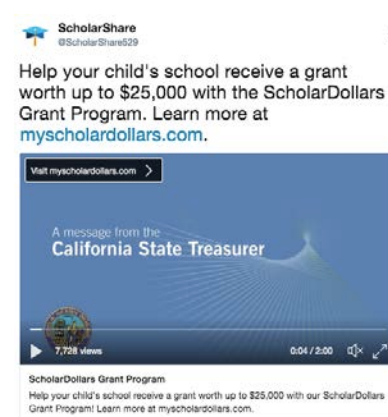 ScholarShare
@ScholarShare529
Help your child's school receive a grant
worth up to $25,000 with the ScholarDollars
Grant Program. Learn more at
myscholardollars.com.
Visit myscholardollars.com
A message from the
California State Treasurer
7,728 views
0:04 / 2:00
ScholarDollars Grant Program
Help your child's school receive a grant worth up to $25,000 with our ScholarDollars
Grant Program! Learn more at myscholardollars.com.